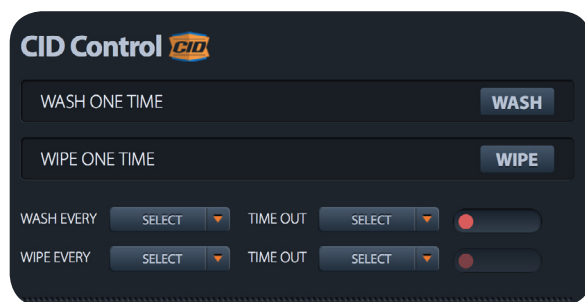 CID Control CID
WASH ONE TIME WASH
WIPE ONE TIME WIPE
WASH EVERY SELECT TIME OUT SELECT
WIPE EVERY SELECT TIME OUT SELECT